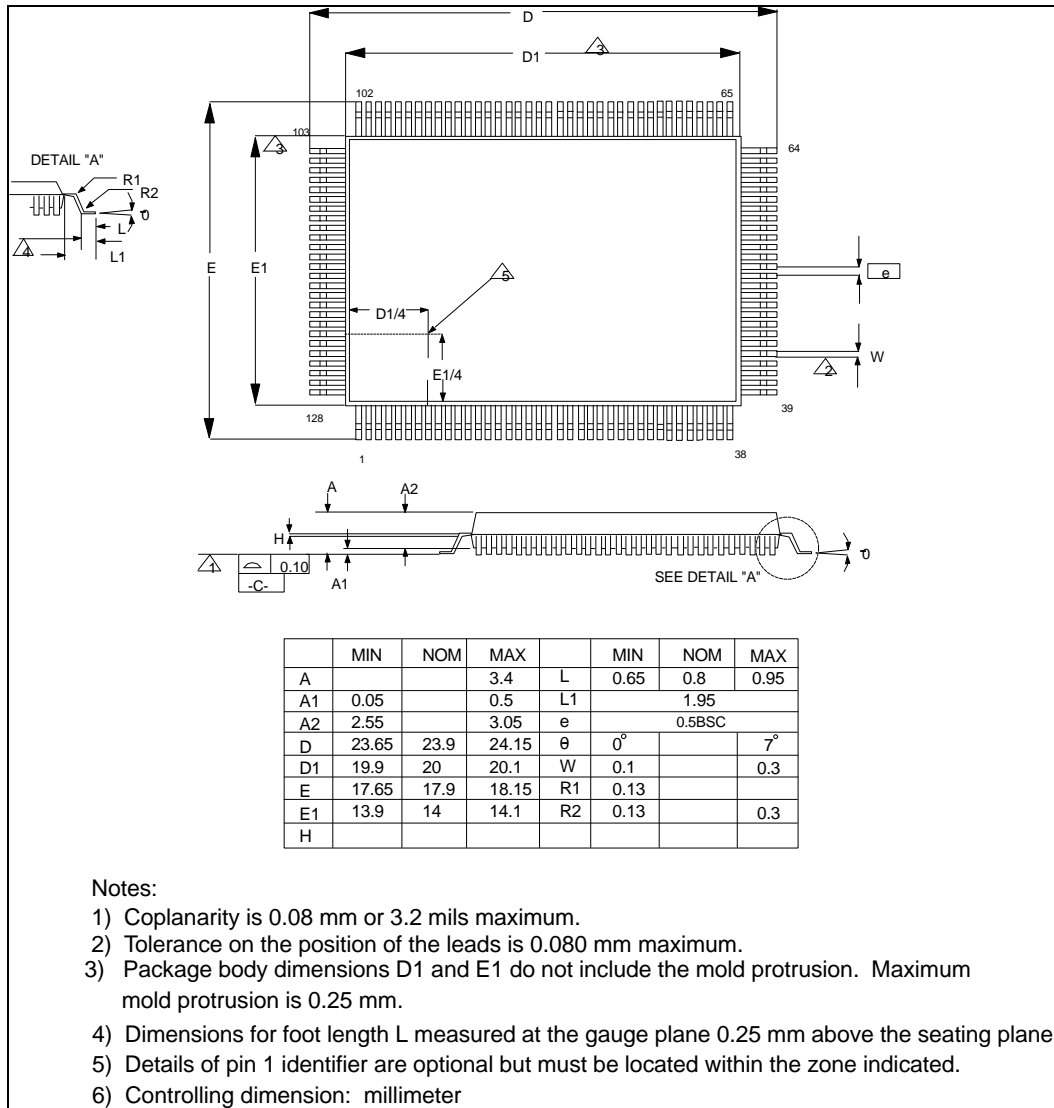 D
D1
3
102
65
103
3
64
DETAIL "A"
R1
R2
θ
L
L1
4
E
E1
5
e
D1/4
W
2
E1/4
128
39
1
38
A
A2
H
θ
1
0.10
-C-
A1
SEE DETAIL "A"
MIN NOM MAX MIN NOM MAX
A 3.4 L 0.65 0.8 0.95
A1 0.05 0.5 L1 1.95
A2 2.55 3.05 e 0.5BSC
D 23.65 23.9 24.15 θ 0° 7°
D1 19.9 20 20.1 W 0.1 0.3
E 17.65 17.9 18.15 R1 0.13
E1 13.9 14 14.1 R2 0.13 0.3
H
Notes:
1) Coplanarity is 0.08 mm or 3.2 mils maximum.
2) Tolerance on the position of the leads is 0.080 mm maximum.
3) Package body dimensions D1 and E1 do not include the mold protrusion. Maximum
mold protrusion is 0.25 mm.
4) Dimensions for foot length L measured at the gauge plane 0.25 mm above the seating plane
5) Details of pin 1 identifier are optional but must be located within the zone indicated.
6) Controlling dimension: millimeter